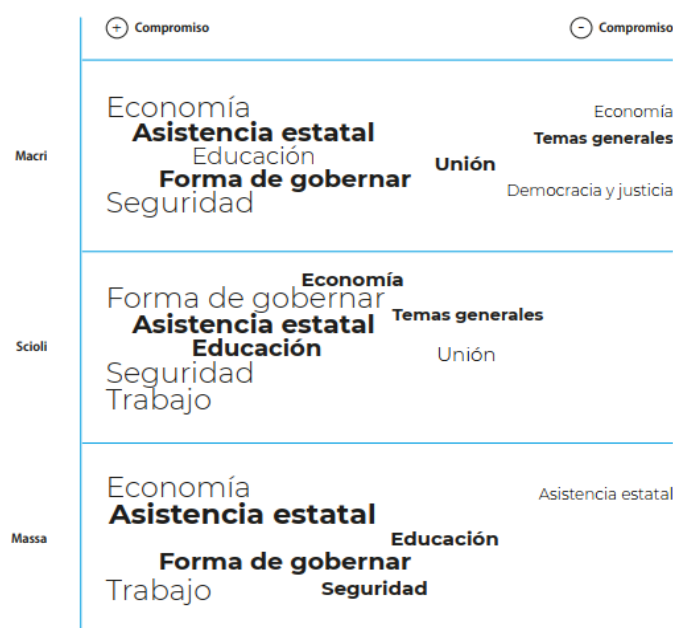 + Compromiso
- Compromiso
Macri
Economía
Economía
Asistencia estatal
Temas generales
Educación
Unión
Forma de gobernar
Democracia y justicia
Seguridad
Scioli
Economía
Forma de gobernar
Temas generales
Asistencia estatal
Educación
Unión
Seguridad
Trabajo
Massa
Economía
Asistencia estatal
Asistencia estatal
Educación
Forma de gobernar
Trabajo
Seguridad